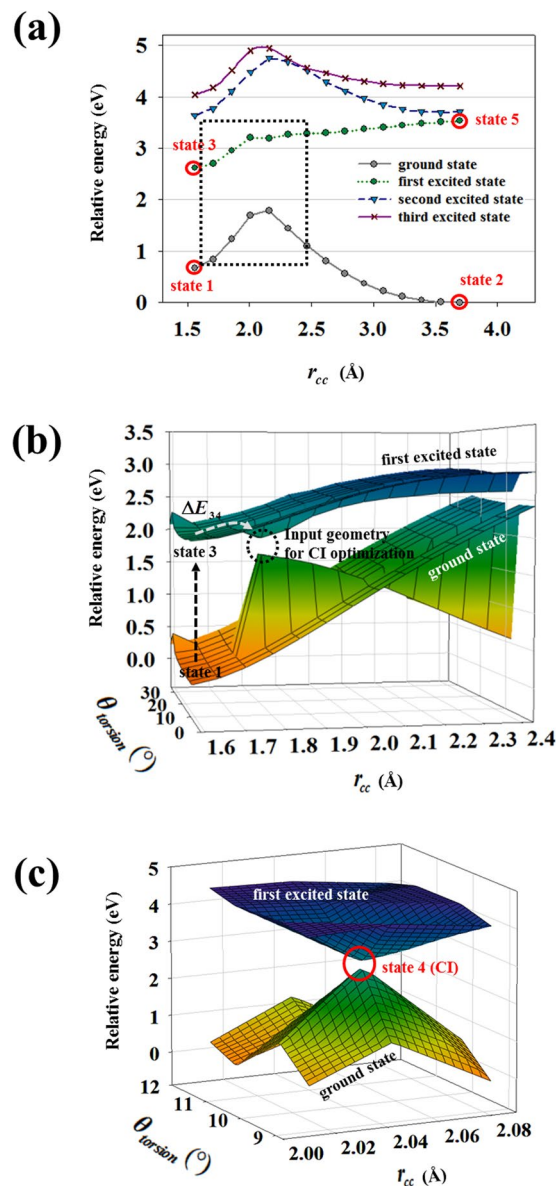 (a)
Relative energy (eV)
5
4
3
2
1
0
state 3
state 5
ground state
first excited state
second excited state
third excited state
state 1
state 2
1.5 2.0 2.5 3.0 3.5 4.0
rcc (Å)
(b)
Relative energy (eV)
3.5
3.0
2.5
2.0
1.5
1.0
0.5
0.0
first excited state
ΔE34
state 3
Input geometry
for CI optimization
ground state
state 1
30
20
10
0
θtorsion (°)
1.6 1.7 1.8 1.9 2.0 2.1 2.2 2.3 2.4
rcc (Å)
(c)
Relative energy (eV)
5
4
3
2
1
0
first excited state
state 4 (CI)
ground state
12
11
10
9
θtorsion (°)
2.00 2.02 2.04 2.06 2.08
rcc (Å)